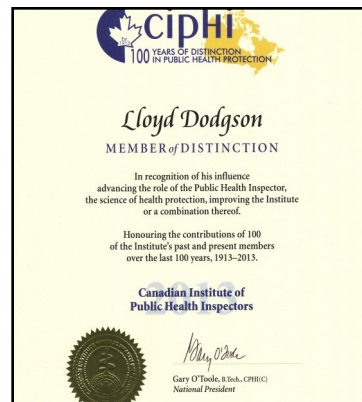 ciphi
100 YEARS OF DISTINCTION
IN PUBLIC HEALTH PROTECTION
Lloyd Dodgson
MEMBER of DISTINCTION
In recognition of his influence
advancing the role of the Public Health Inspector,
the science of health protection, improving the Institute
or a combination thereof.
Honouring the contributions of 100
of the Institute's past and present members
over the last 100 years, 1913–2013.
2013
Canadian Institute of
Public Health Inspectors
Gary O'Toole
Gary O'Toole, B.Tech., CPHI(C)
National President